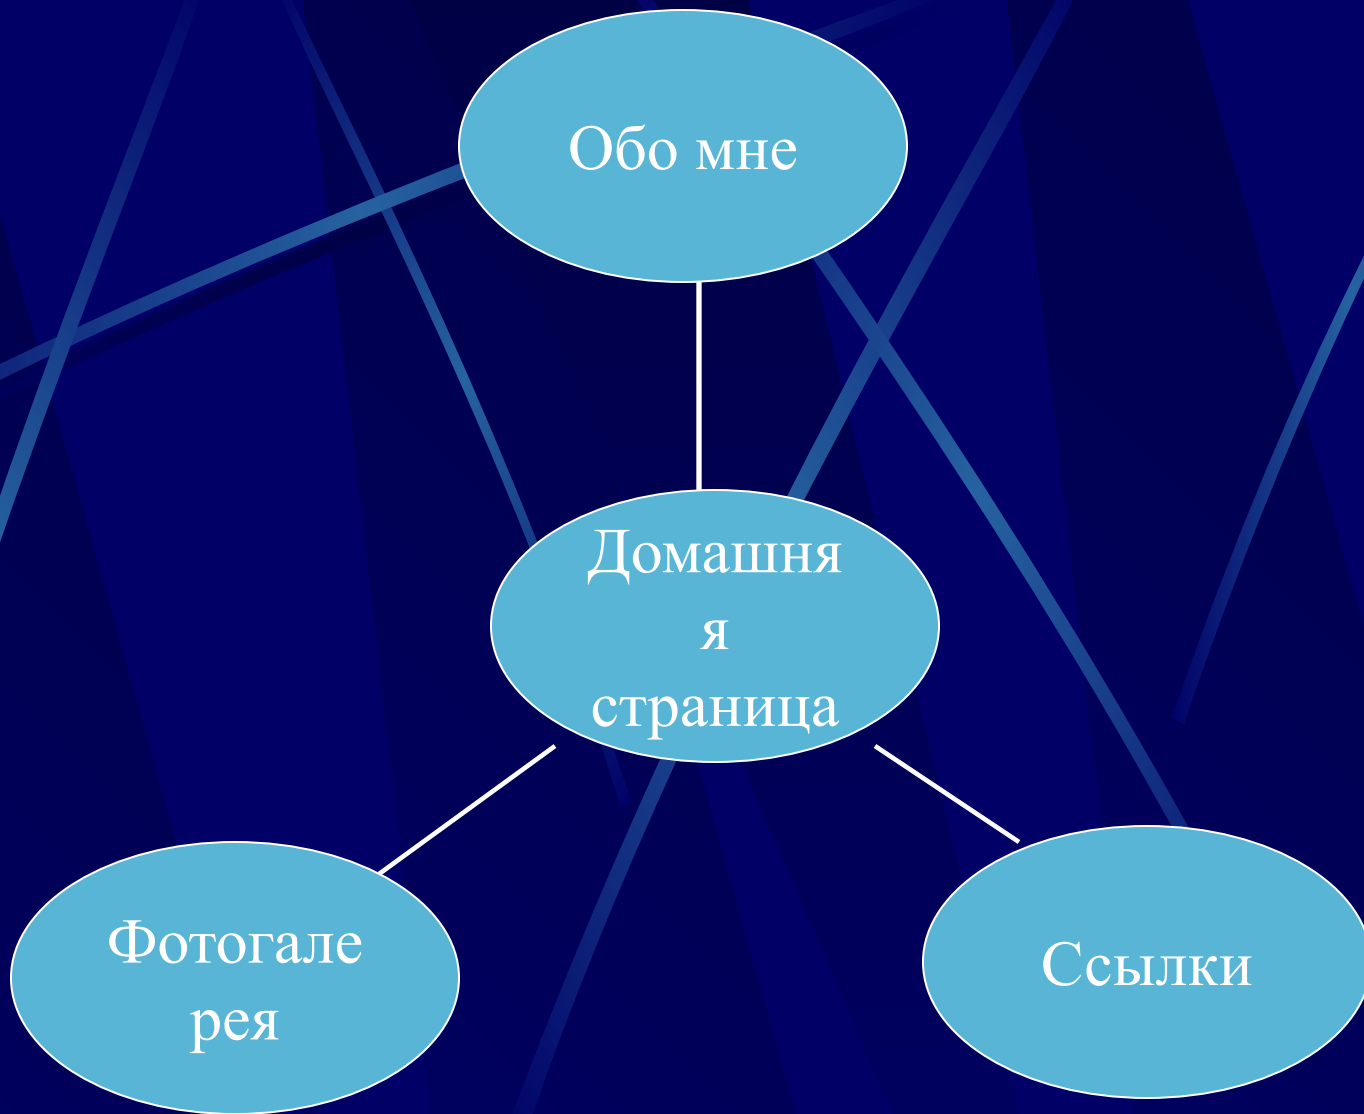 Обо мне
Домашня
я
страница
Фотогале
рея
Ссылки